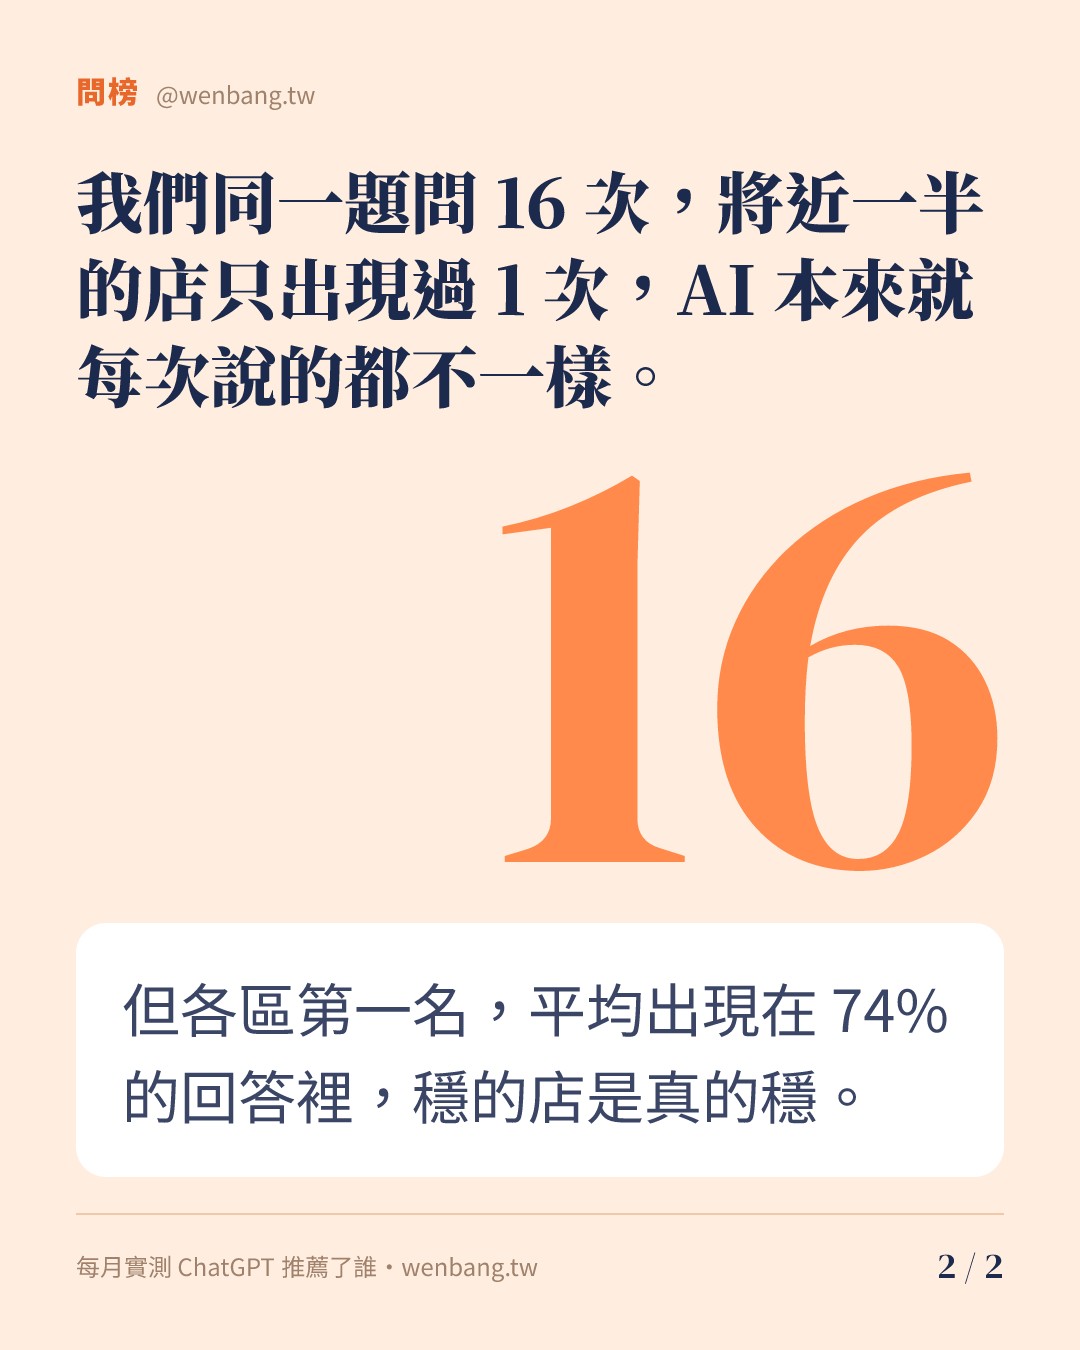 問榜 @wenbang.tw
我們同一題問 16 次，將近一半
的店只出現過 1 次，AI 本來就
每次說的都不一樣。
16
但各區第一名，平均出現在 74%
的回答裡，穩的店是真的穩。
每月實測 ChatGPT 推薦了誰・wenbang.tw
2 / 2